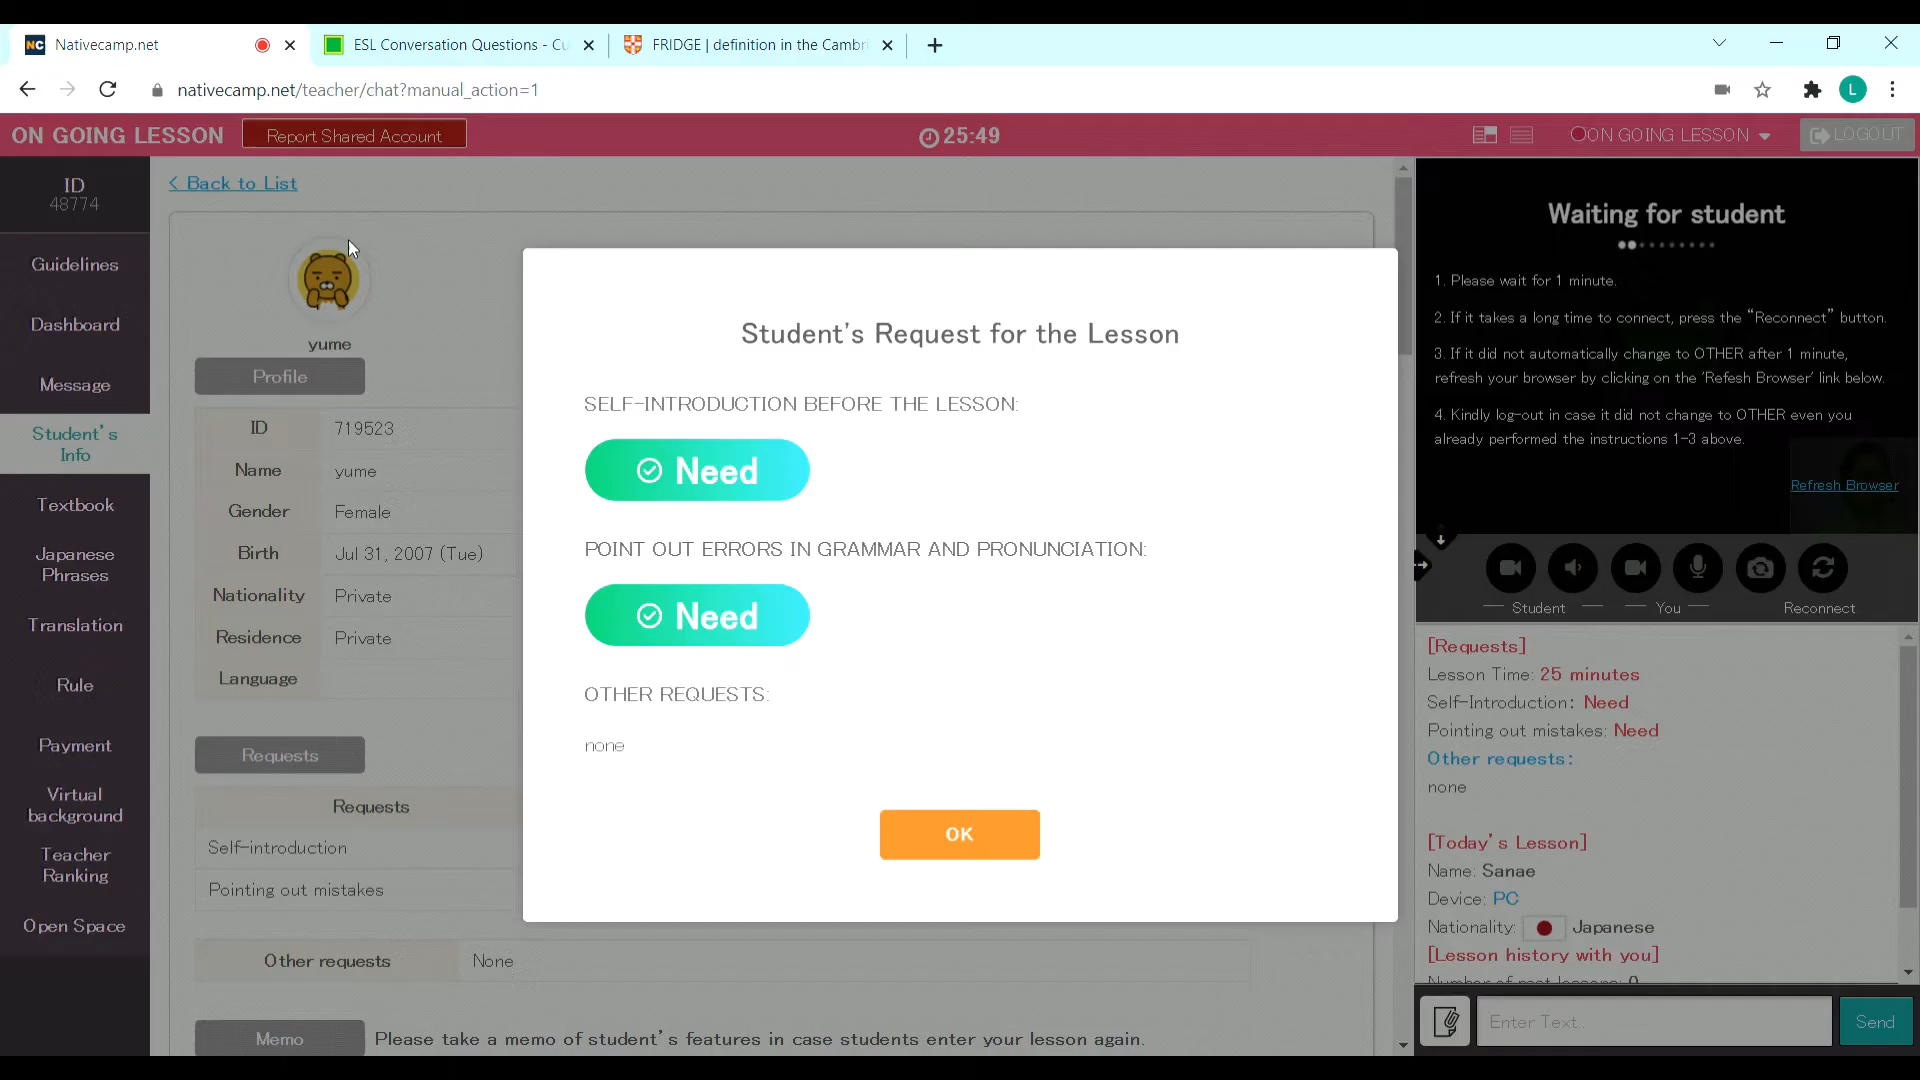 Nativecamp.net
ESL Conversation Questions - Cu
FRIDGE | definition in the Cambri
nativecamp.net/teacher/chat?manual_action=1
L
ON GOING LESSON
Report Shared Account
25:49
ON GOING LESSON
LOGOUT
ID
48774
Guidelines
Dashboard
Message
Student's
Info
Textbook
Japanese
Phrases
Translation
Rule
Payment
Virtual
background
Teacher
Ranking
Open Space
< Back to List
yume
Profile
ID 719523
Name yume
Gender Female
Birth Jul 31, 2007 (Tue)
Nationality Private
Residence Private
Language
Requests
Requests
Self-introduction
Pointing out mistakes
Other requests None
Memo Please take a memo of student's features in case students enter your lesson again.
Student's Request for the Lesson
SELF-INTRODUCTION BEFORE THE LESSON:
Need
POINT OUT ERRORS IN GRAMMAR AND PRONUNCIATION:
Need
OTHER REQUESTS:
none
OK
Waiting for student
1. Please wait for 1 minute.
2. If it takes a long time to connect, press the "Reconnect" button.
3. If it did not automatically change to OTHER after 1 minute,
refresh your browser by clicking on the 'Refesh Browser' link below.
4. Kindly log-out in case it did not change to OTHER even you
already performed the instructions 1-3 above.
Refresh Browser
Student
You
Reconnect
[Requests]
Lesson Time: 25 minutes
Self-Introduction: Need
Pointing out mistakes: Need
Other requests:
none
[Today's Lesson]
Name: Sanae
Device: PC
Nationality: Japanese
[Lesson history with you]
Number of past lessons: 0
Enter Text..
Send